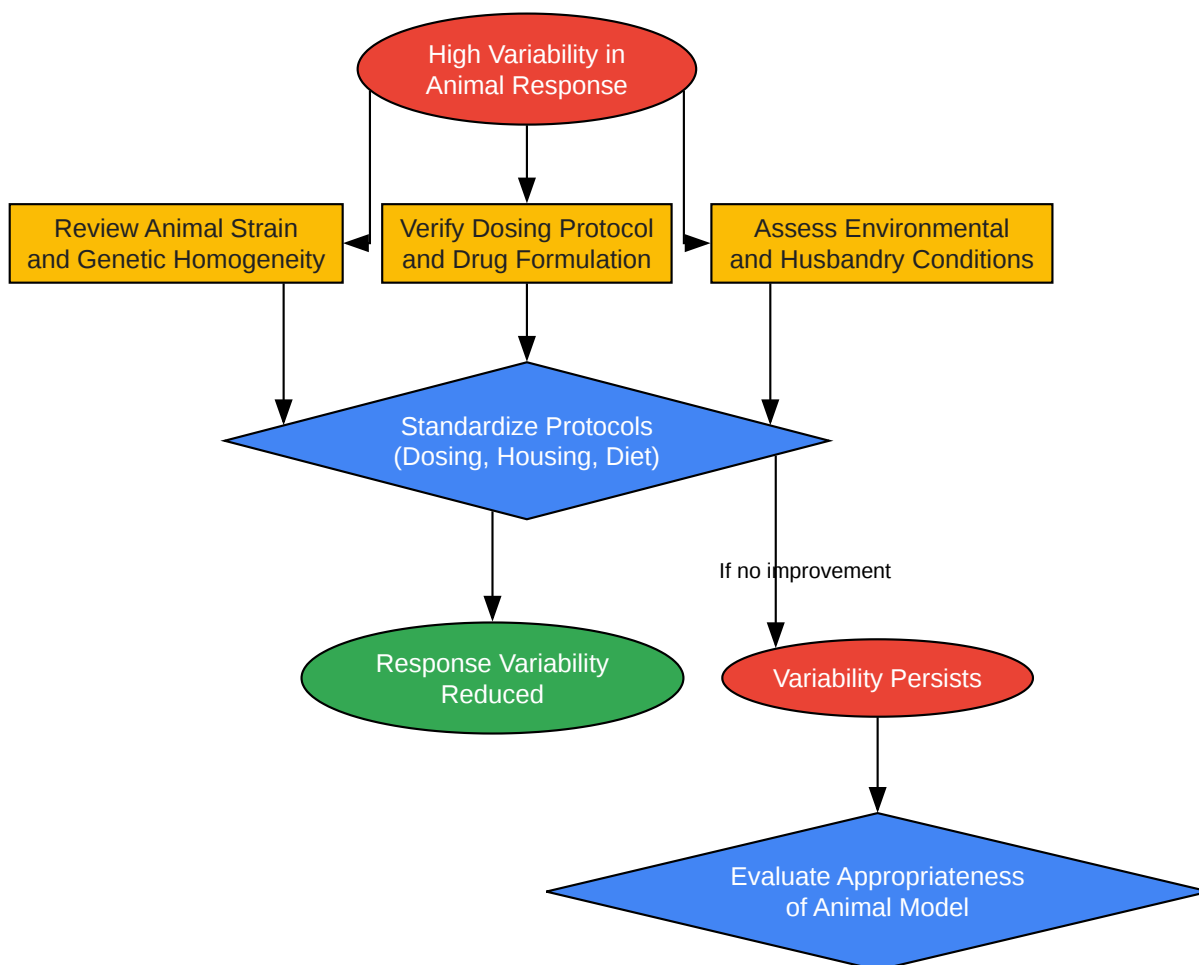 High Variability in
Animal Response
Review Animal Strain
and Genetic Homogeneity
Verify Dosing Protocol
and Drug Formulation
Assess Environmental
and Husbandry Conditions
Standardize Protocols
(Dosing, Housing, Diet)
If no improvement
Response Variability
Reduced
Variability Persists
Evaluate Appropriateness
of Animal Model